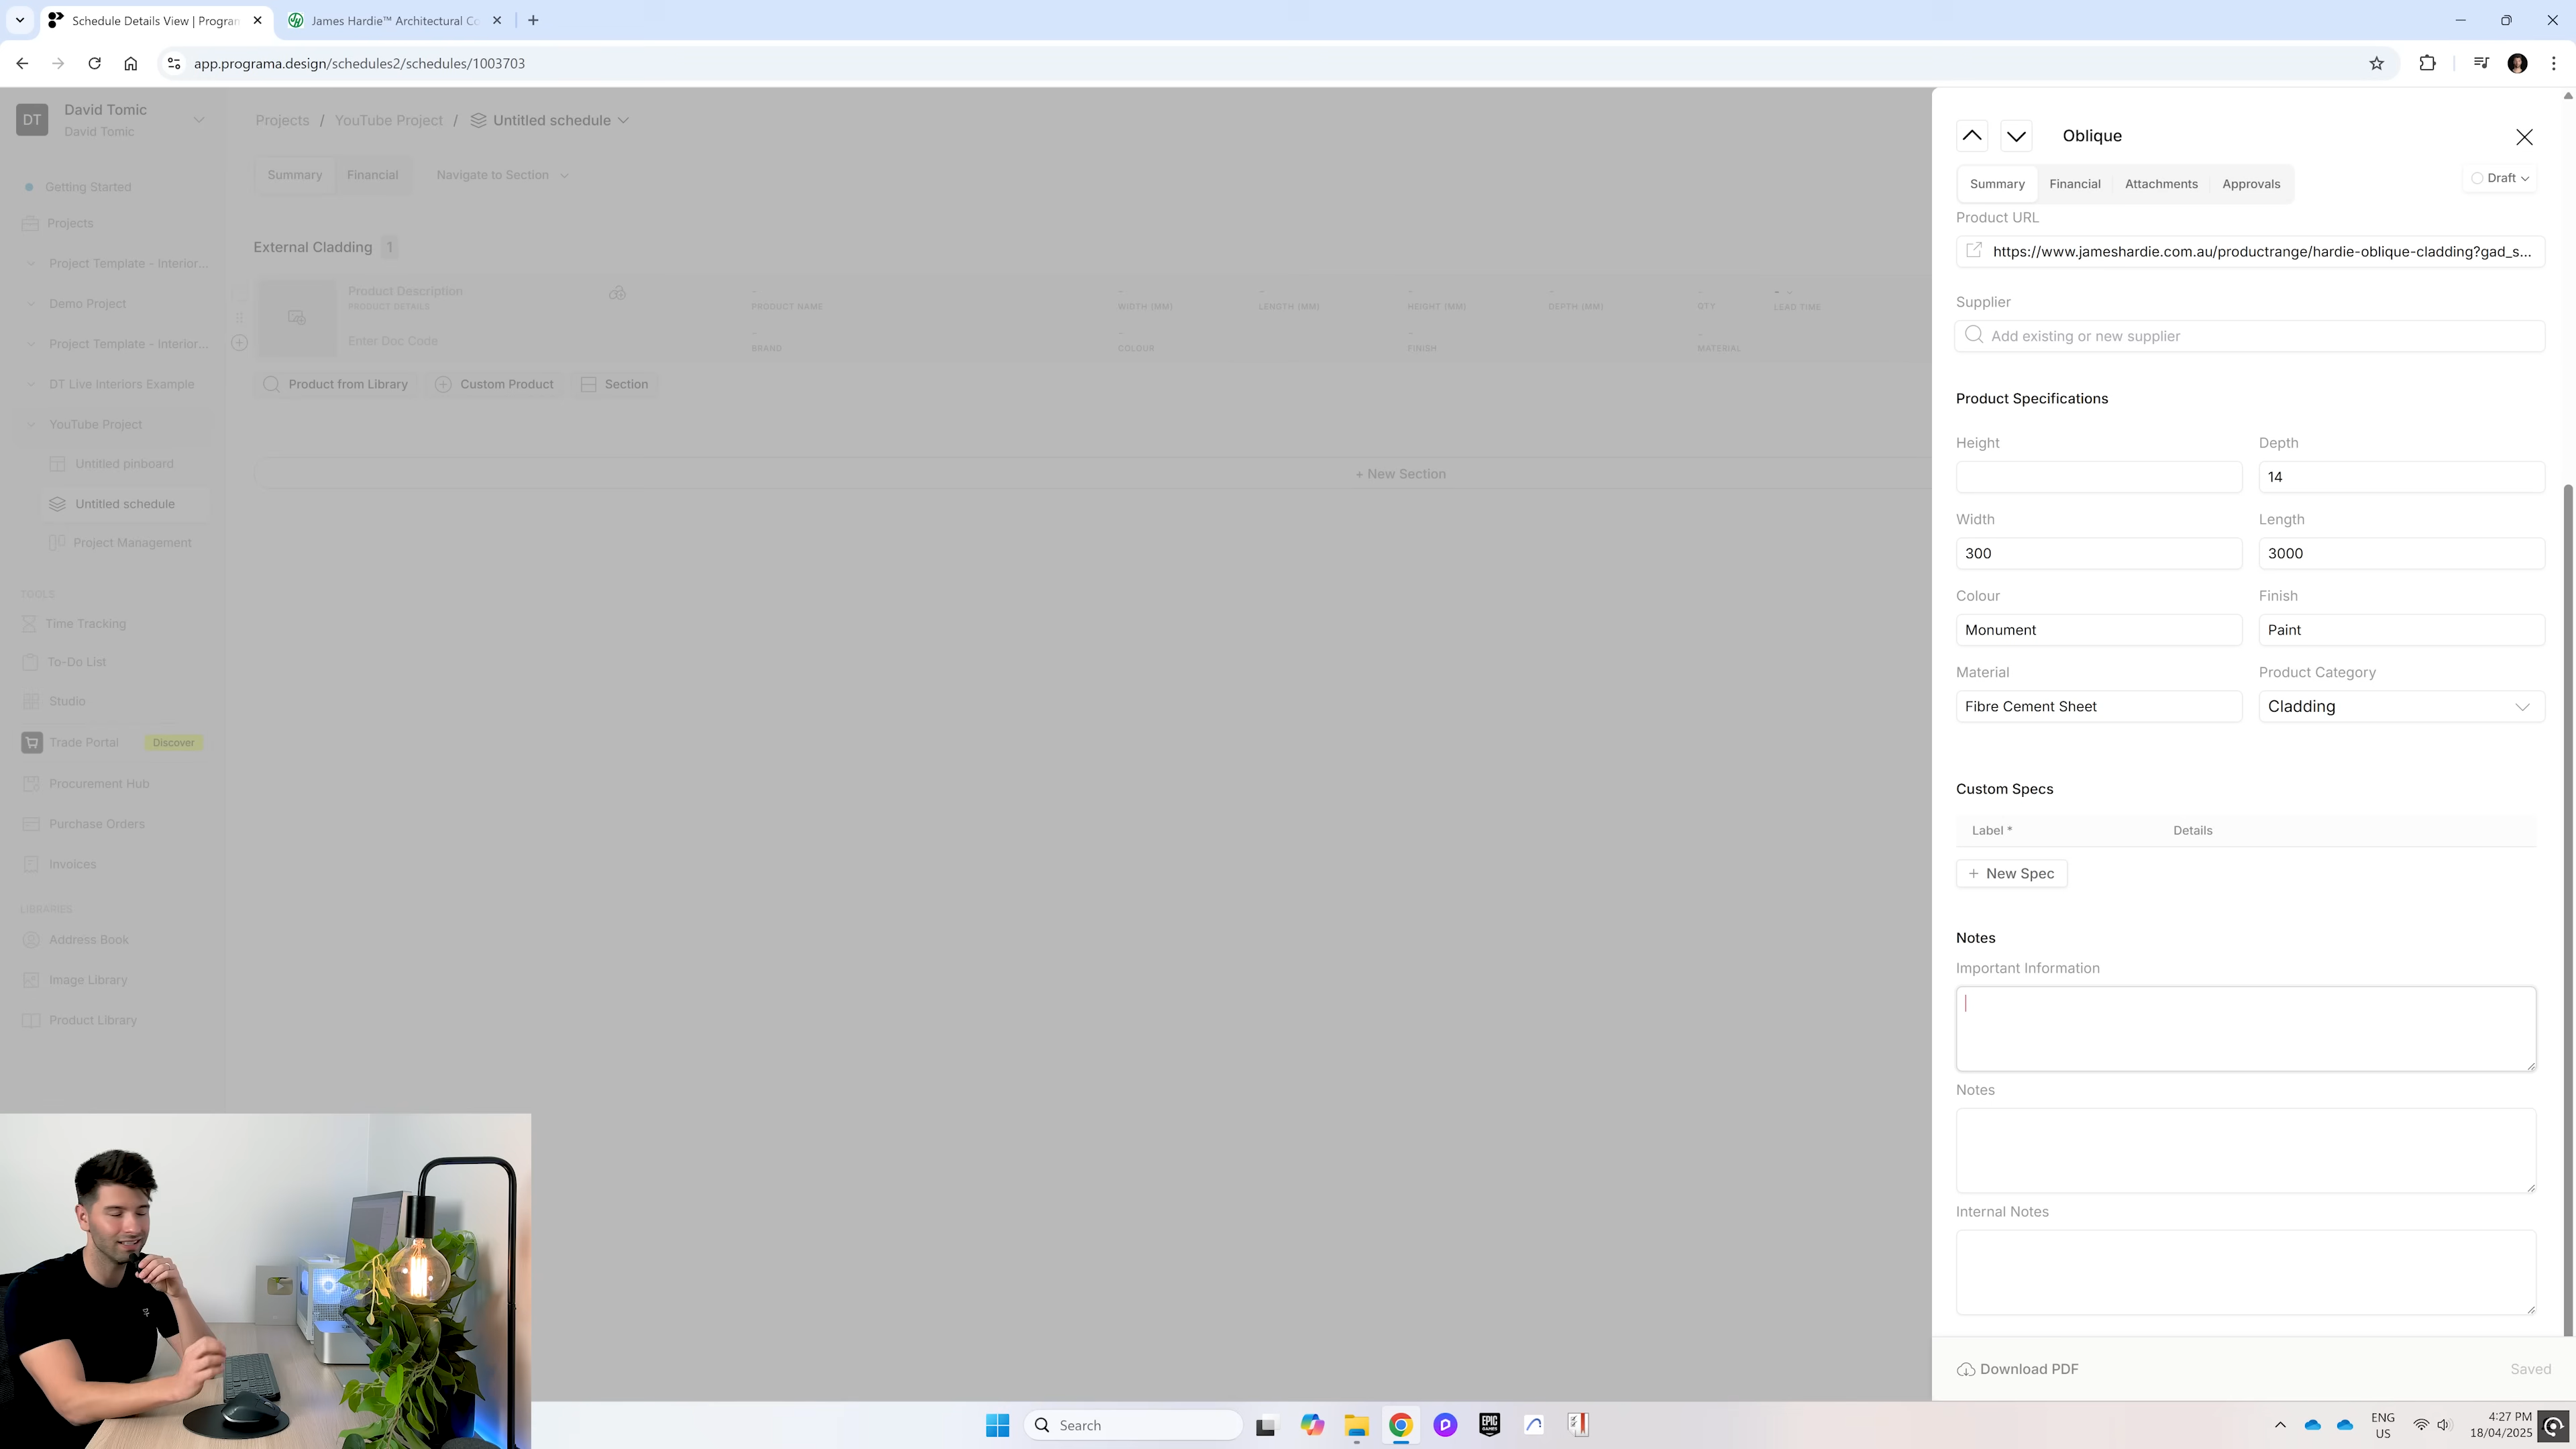 Schedule Details View | Progran
James Hardie™ Architectural Co
app.programa.design/schedules2/schedules/1003703
DT
David Tomic
David Tomic
Getting Started
Projects
Project Template - Interior...
Demo Project
Project Template - Interior...
DT Live Interiors Example
YouTube Project
Untitled pinboard
Untitled schedule
Project Management
TOOLS
Time Tracking
To-Do List
Studio
Trade Portal
Discover
Procurement Hub
Purchase Orders
Invoices
LIBRARIES
Address Book
Image Library
Product Library
Projects / YouTube Project / Untitled schedule
Summary
Financial
Navigate to Section
External Cladding 1
Product Description
PRODUCT DETAILS
Enter Doc Code
PRODUCT NAME
WIDTH (MM)
LENGTH (MM)
HEIGHT (MM)
DEPTH (MM)
QTY
LEAD TIME
BRAND
COLOUR
FINISH
MATERIAL
Product from Library
Custom Product
Section
+ New Section
Oblique
Summary
Financial
Attachments
Approvals
Draft
Product URL
https://www.jameshardie.com.au/productrange/hardie-oblique-cladding?gad_s...
Supplier
Add existing or new supplier
Product Specifications
Height
Depth
14
Width
Length
300
3000
Colour
Finish
Monument
Paint
Material
Product Category
Fibre Cement Sheet
Cladding
Custom Specs
Label *
Details
+ New Spec
Notes
Important Information
Notes
Internal Notes
Download PDF
Saved
Search
EPIC GAMES
ENG
US
4:27 PM
18/04/2025